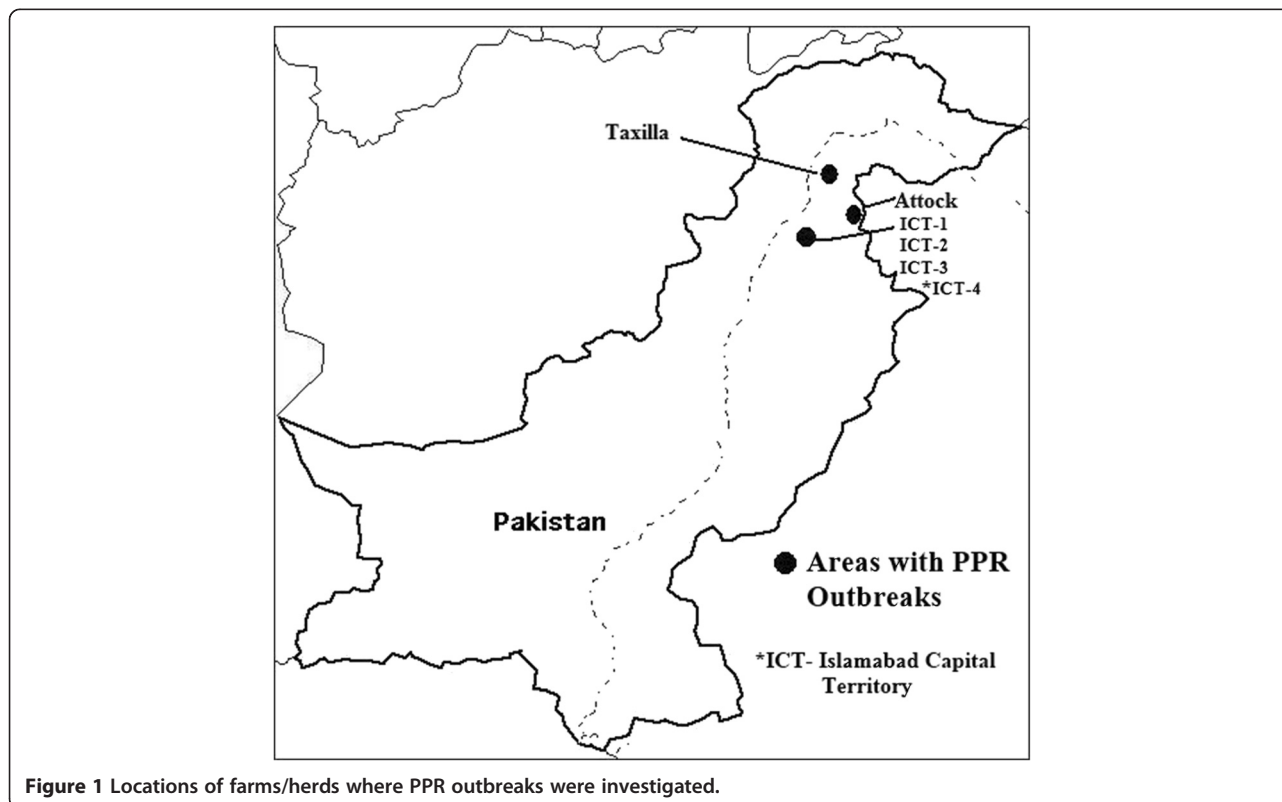 Taxilla
Attock
ICT-1
ICT-2
ICT-3
*ICT-4
Pakistan
Areas with PPR
Outbreaks
*ICT- Islamabad Capital
Territory
Figure 1 Locations of farms/herds where PPR outbreaks were investigated.